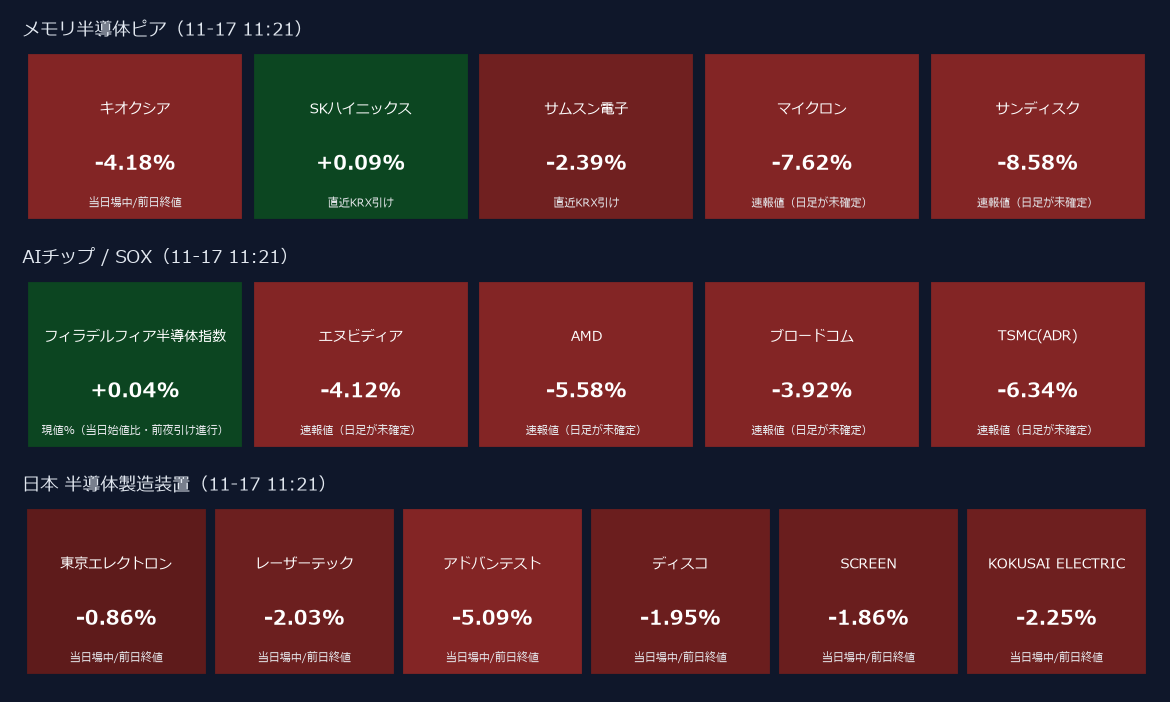 メモリ半導体ピア（11-17 11:21）
キオクシア
-4.18%
当日場中/前日終値
SKハイニックス
+0.09%
直近KRX引け
サムスン電子
-2.39%
直近KRX引け
マイクロン
-7.62%
速報値（日足が未確定）
サンディスク
-8.58%
速報値（日足が未確定）
AIチップ / SOX（11-17 11:21）
フィラデルフィア半導体指数
+0.04%
現値%（当日始値比・前夜引け進行）
エヌビディア
-4.12%
速報値（日足が未確定）
AMD
-5.58%
速報値（日足が未確定）
ブロードコム
-3.92%
速報値（日足が未確定）
TSMC(ADR)
-6.34%
速報値（日足が未確定）
日本 半導体製造装置（11-17 11:21）
東京エレクトロン
-0.86%
当日場中/前日終値
レーザーテック
-2.03%
当日場中/前日終値
アドバンテスト
-5.09%
当日場中/前日終値
ディスコ
-1.95%
当日場中/前日終値
SCREEN
-1.86%
当日場中/前日終値
KOKUSAI ELECTRIC
-2.25%
当日場中/前日終値